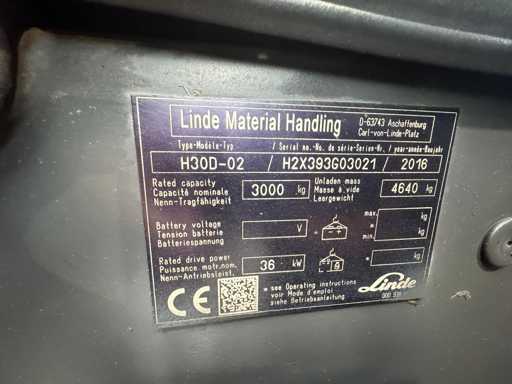 Linde Material Handling
D-63743 Aschaffenburg
Carl-von-Linde-Platz
Type-Modèle-Typ / Serial no.-No. de série-Serien-Nr. / year-année-Baujahr
H30D-02 / H2X393G03021 / 2016
Rated capacity
Capacité nominale
Nenn-Tragfähigkeit
3000 kg
Unladen mass
Masse à vide
Leergewicht
4640 kg
Battery voltage
Tension batterie
Batteriespannung
V
max.
min.
kg
kg
Rated drive power
Puissance motr.nom.
Nenn-Antriebsleist.
36 kW
kg
CE
* see Operating instructions
voir Mode d'emploi
siehe Betriebsanleitung
Linde